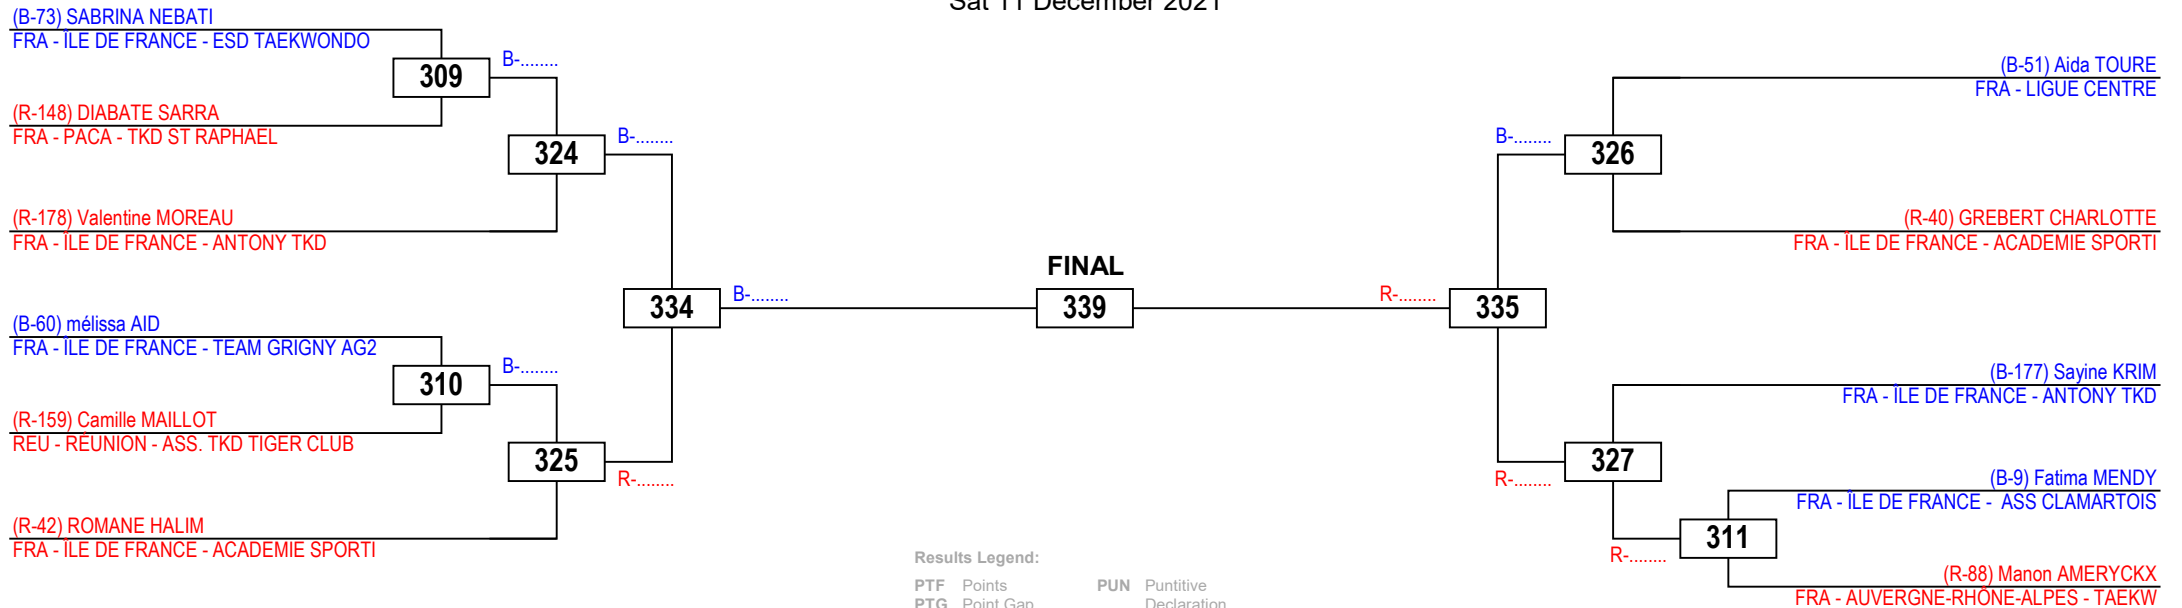 Sat 11 December 2021
(B-73) SABRINA NEBATI
FRA - ÎLE DE FRANCE - ESD TAEKWONDO
309
B-........
(R-148) DIABATE SARRA
FRA - PACA - TKD ST RAPHAEL
324
B-........
(R-178) Valentine MOREAU
FRA - ÎLE DE FRANCE - ANTONY TKD
334
B-........
(B-60) mélissa AID
FRA - ÎLE DE FRANCE - TEAM GRIGNY AG2
310
B-........
(R-159) Camille MAILLOT
REU - RÉUNION - ASS. TKD TIGER CLUB
325
R-........
(R-42) ROMANE HALIM
FRA - ÎLE DE FRANCE - ACADEMIE SPORTI
FINAL
339
(B-51) Aida TOURE
FRA - LIGUE CENTRE
B-........
326
(R-40) GREBERT CHARLOTTE
FRA - ÎLE DE FRANCE - ACADEMIE SPORTI
R-........
335
(B-177) Sayine KRIM
FRA - ÎLE DE FRANCE - ANTONY TKD
R-........
327
(B-9) Fatima MENDY
FRA - ÎLE DE FRANCE - ASS CLAMARTOIS
R-........
311
(R-88) Manon AMERYCKX
FRA - AUVERGNE-RHÔNE-ALPES - TAEKW
Results Legend:
PTF Points PUN Puntitive
PTG Point Gap Declaration